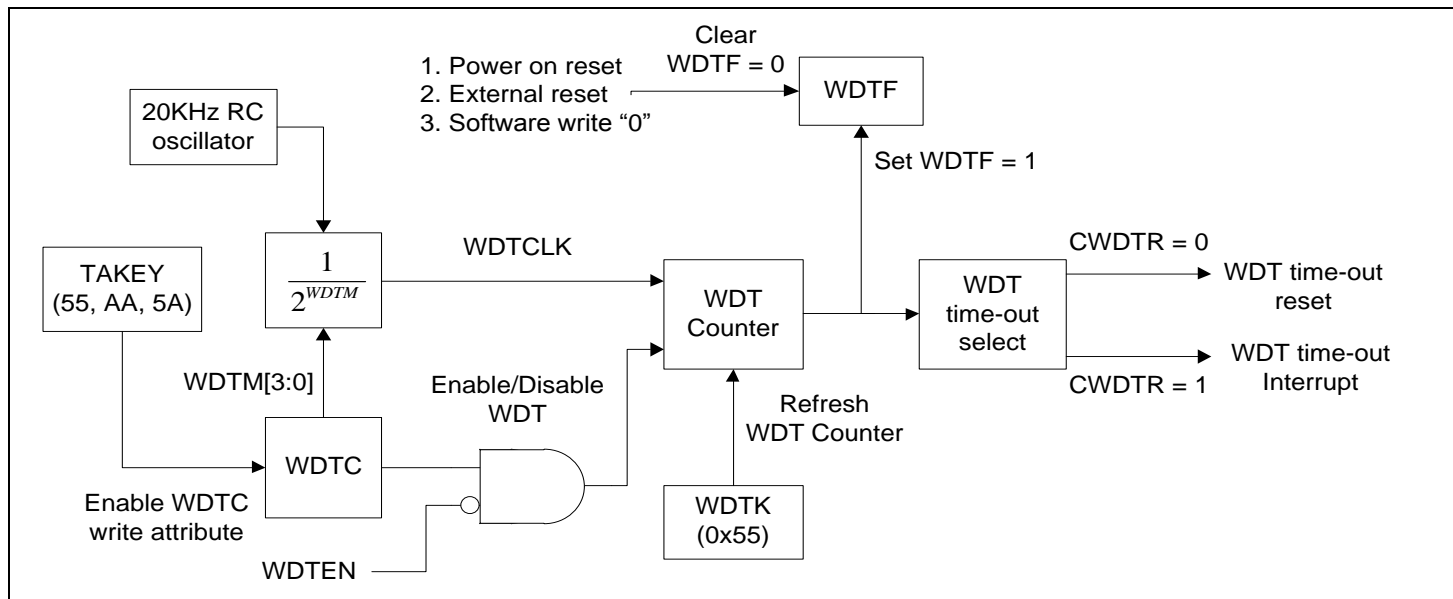 Clear
WDTF = 0
1. Power on reset
2. External reset
3. Software write “0”
WDTF
20KHz RC
oscillator
Set WDTF = 1
TAKEY
(55, AA, 5A)
1
2^WDTM
WDTCLK
WDT
Counter
WDT
time-out
select
CWDTR = 0
WDT time-out
reset
WDT time-out
Interrupt
CWDTR = 1
WDTM[3:0]
Enable/Disable
WDT
Refresh
WDT Counter
WDTC
Enable WDTC
write attribute
WDTK
(0x55)
WDTEN